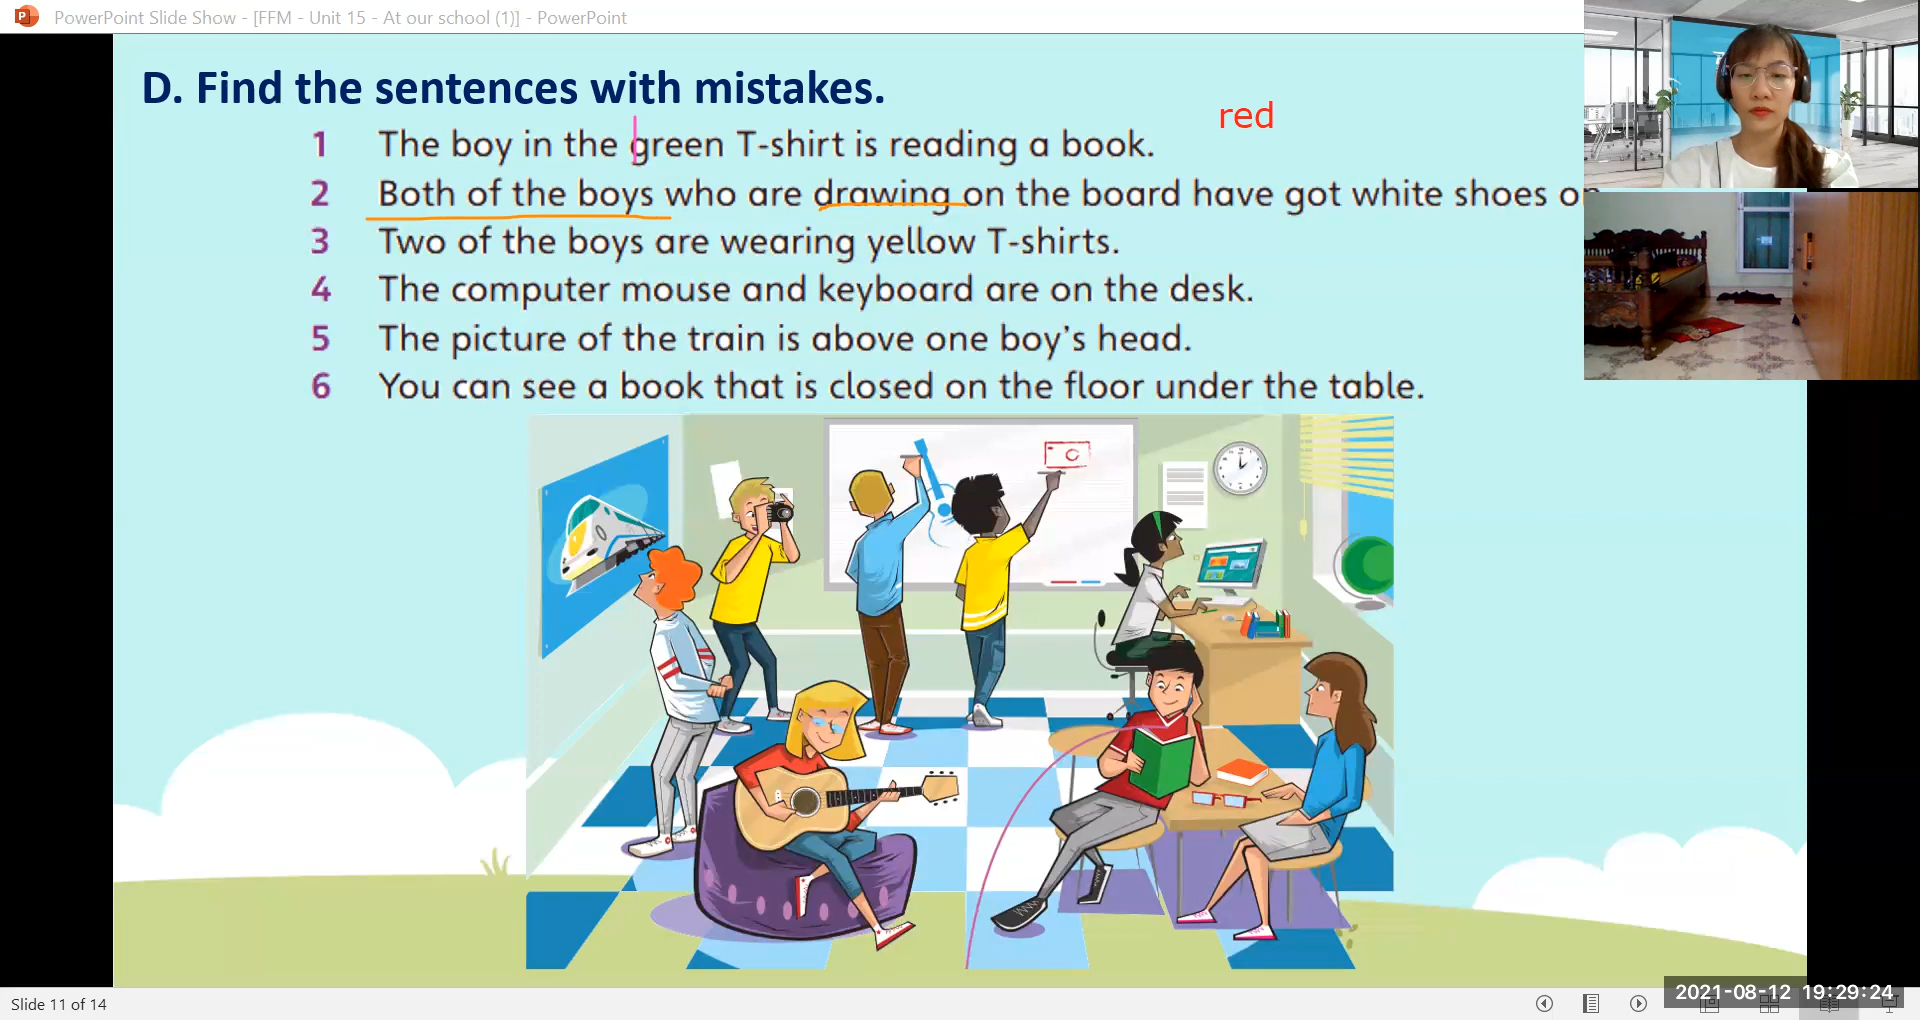 PowerPoint Slide Show - [FFM - Unit 15 - At our school (1)] - PowerPoint
D. Find the sentences with mistakes.
red
1 The boy in the green T-shirt is reading a book.
2 Both of the boys who are drawing on the board have got white shoes on
3 Two of the boys are wearing yellow T-shirts.
4 The computer mouse and keyboard are on the desk.
5 The picture of the train is above one boy's head.
6 You can see a book that is closed on the floor under the table.
Slide 11 of 14
2021-08-12 19:29:24